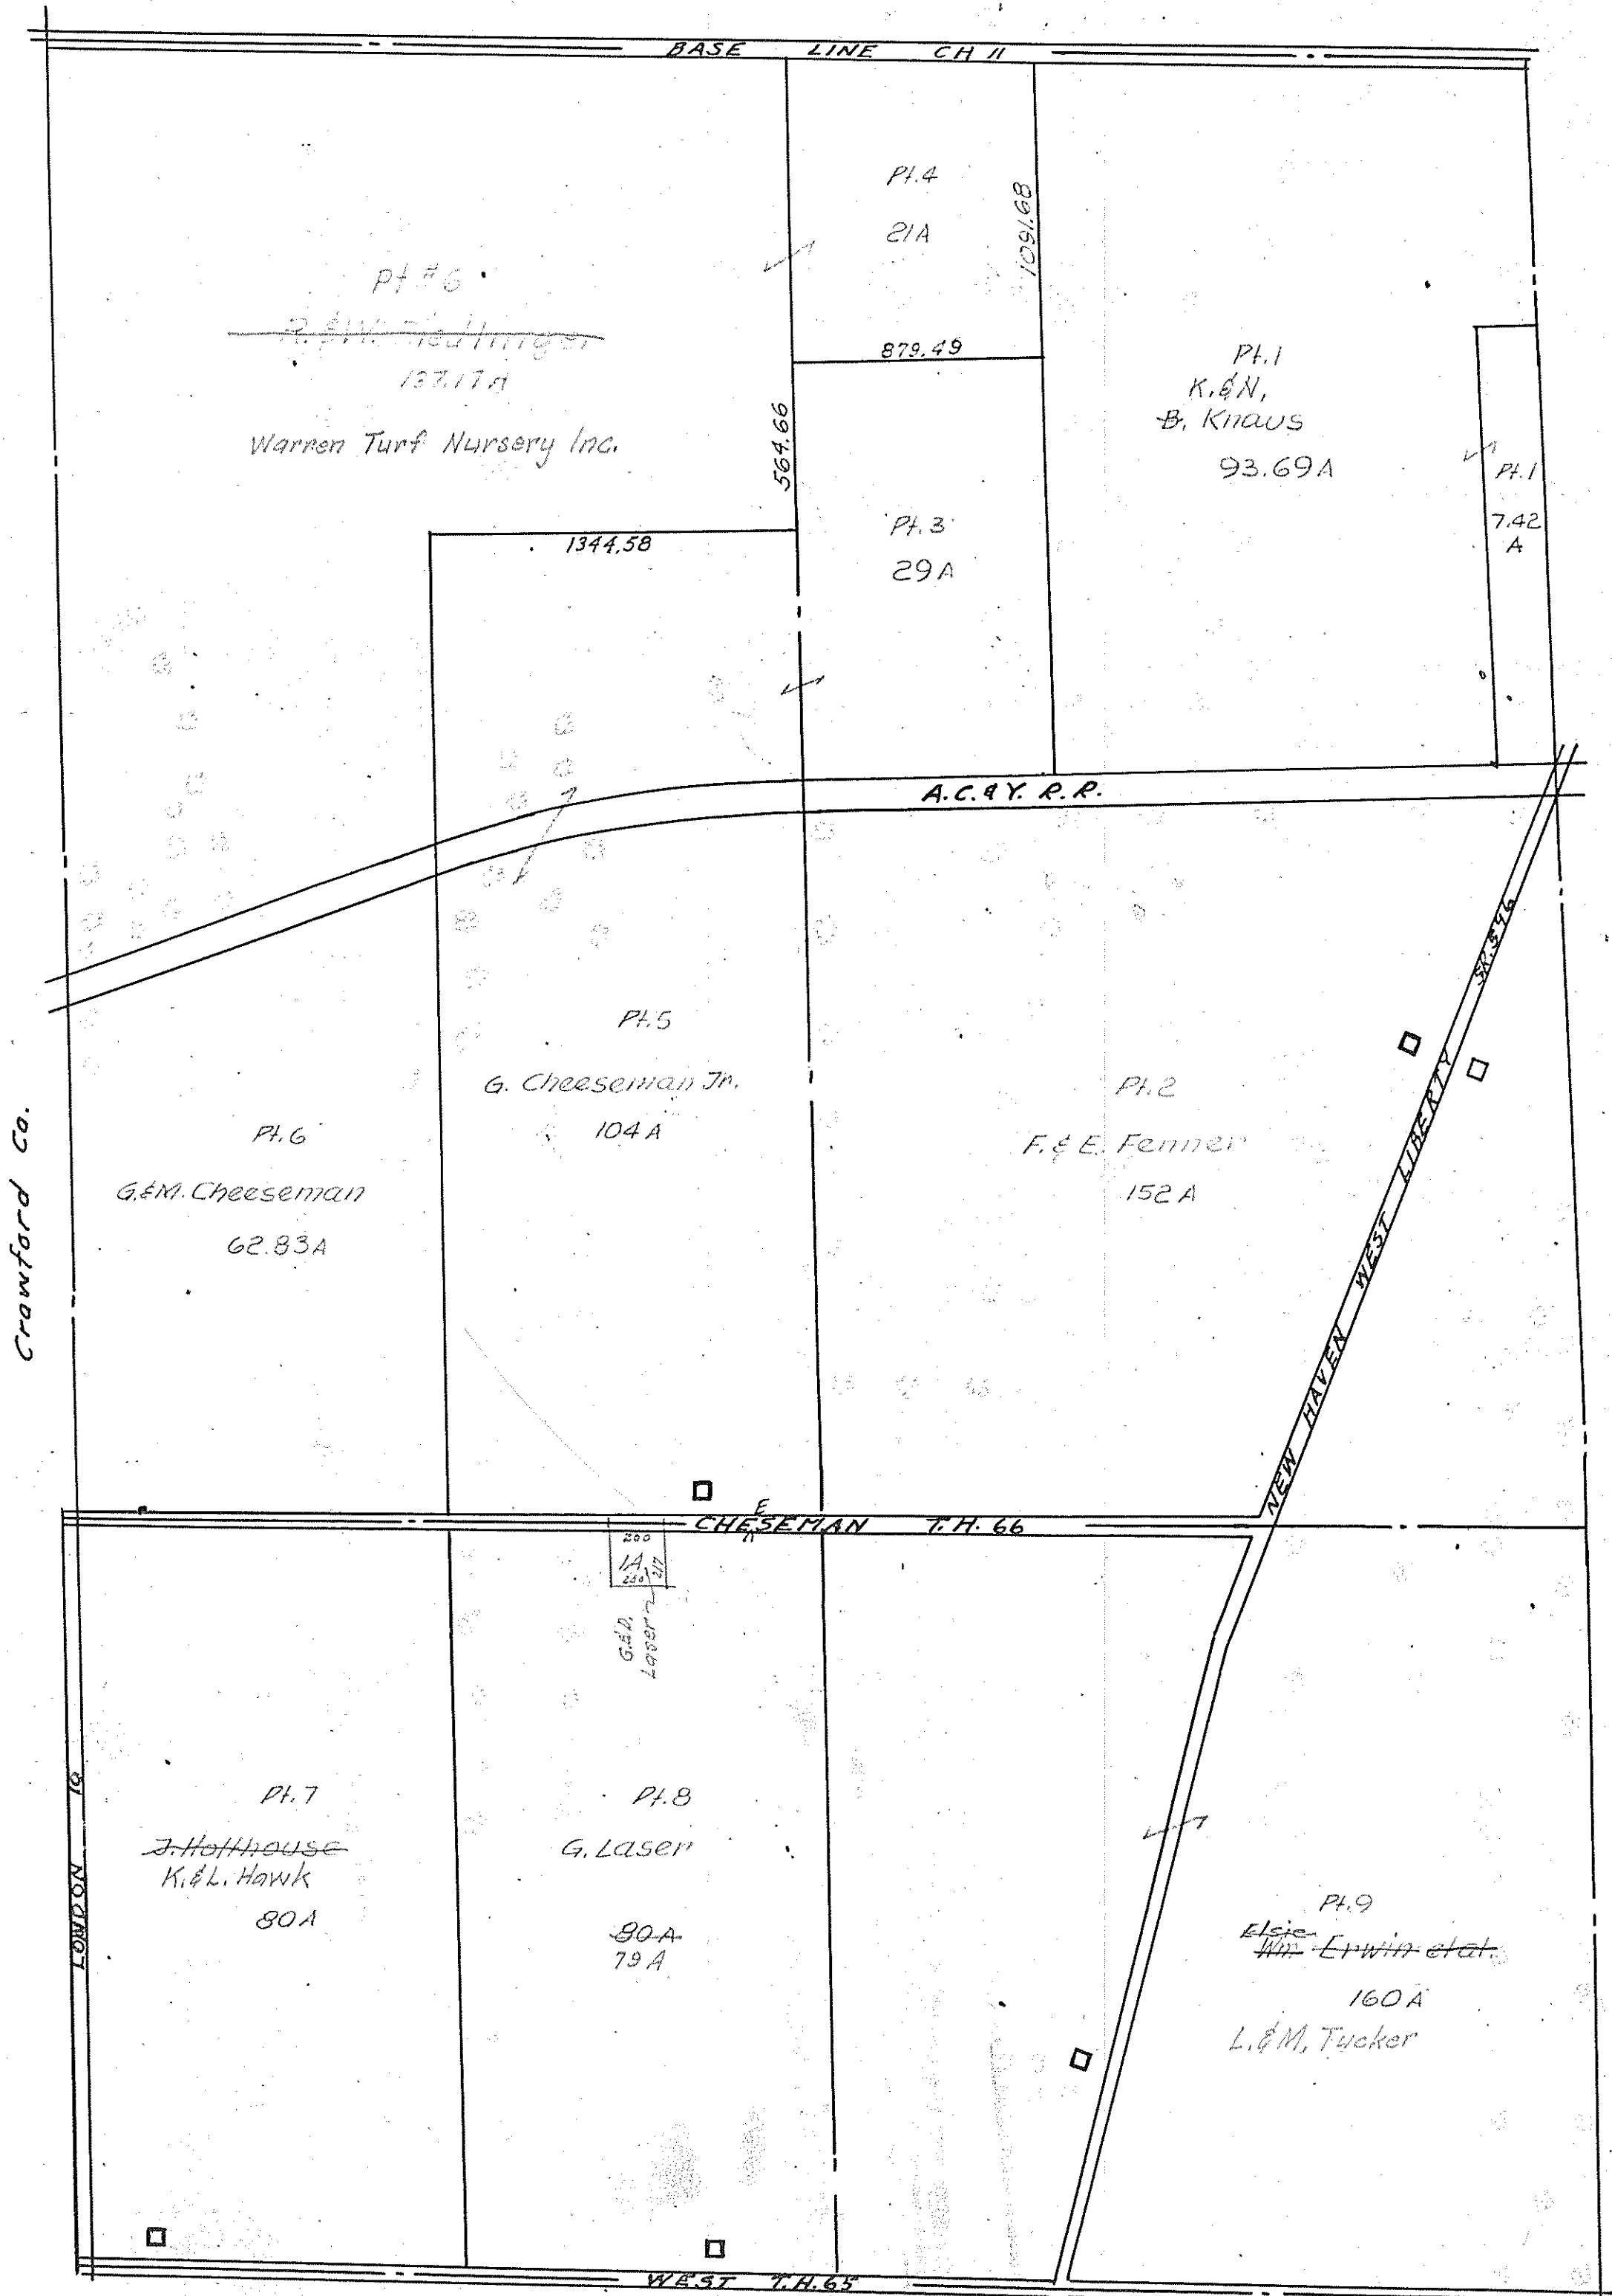 BASE LINE CH 11
Pt.4
21A
1091.68
879.49
Pt #6
137.17A
Warren Turf Nursery Inc.
564.66
1344.58
Pt.3
29A
Pt.1
K.&N.
B. Knaus
93.69A
Pt.1
7.42
A
A.C.&Y. R.R.
SR.598
NEW HAVEN WEST LIBERTY
Crawford Co.
Pt.5
G. Cheeseman Jr.
104A
Pt.6
G.&M. Cheeseman
62.83A
Pt.2
F.& E. Fenner
152A
E
CHESEMAN T.H. 66
200
1A
217
G.&D.
Laser
LONDON
Pt.7
J. Holthouse
K.&L. Hawk
80A
Pt.8
G. Laser
80A
79A
Pt.9
Elsie
Wm Erwin etal.
160A
L.&M. Tucker
WEST T.H.65